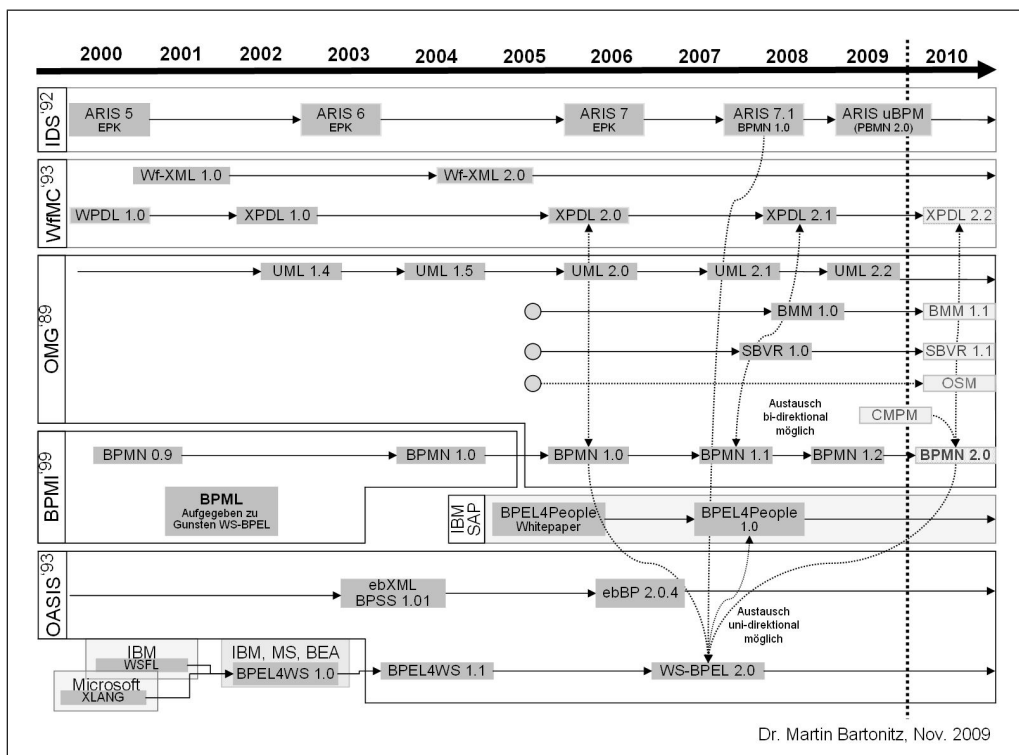 2000 2001 2002 2004 2005 2006 2007 2008 2009 2010
IDS‘92
ARIS 5
EPK
ARIS 6
EPK
ARIS 7
EPK
ARIS 7.1
BPMN 1.0
ARIS uBPM
(PBMN 2.0)
WfMC‘93
Wf-XML 1.0
Wf-XML 2.0
WPDL 1.0
XPDL 1.0
XPDL 2.0
XPDL 2.1
XPDL 2.2
OMG‘89
UML 1.4
UML 1.5
UML 2.0
UML 2.1
UML 2.2
BMM 1.0
BMM 1.1
SBVR 1.0
SBVR 1.1
OSM
Austausch
bi-direktional
möglich
CMPM
BPMI‘99
BPMN 0.9
BPMN 1.0
BPMN 1.0
BPMN 1.1
BPMN 1.2
BPMN 2.0
BPML
Aufgegeben zu
Gunsten WS-BPEL
IBM
SAP
BPEL4People
Whitepaper
BPEL4People
1.0
OASIS‘93
ebXML
BPSS 1.01
ebBP 2.0.4
Austausch
uni-direktional
möglich
IBM
WSFL
Microsoft
XLANG
IBM, MS, BEA
BPEL4WS 1.0
BPEL4WS 1.1
WS-BPEL 2.0
Dr. Martin Bartonitz, Nov. 2009